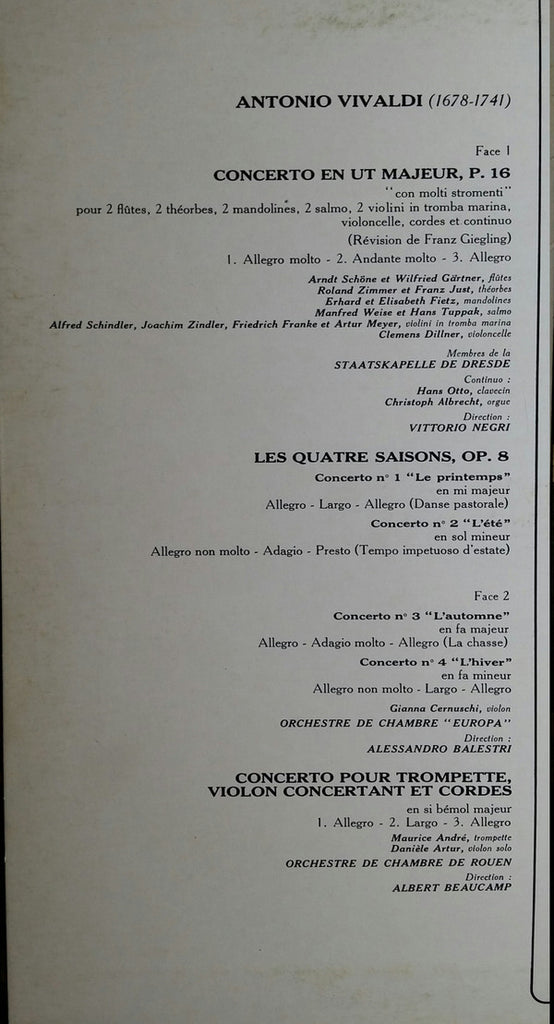 ANTONIO VIVALDI (1678-1741)
Face 1
CONCERTO EN UT MAJEUR, P. 16
"con molti stromenti"
pour 2 flûtes, 2 théorbes, 2 mandolines, 2 salmo, 2 violini in tromba marina,
violoncelle, cordes et continuo
(Révision de Franz Giegling)
1. Allegro molto - 2. Andante molto - 3. Allegro
Arndt Schöne et Wilfried Gärtner, flûtes
Roland Zimmer et Franz Just, théorbes
Erhard et Elisabeth Fietz, mandolines
Manfred Weise et Hans Tuppak, salmo
Alfred Schindler, Joachim Zindler, Friedrich Franke et Artur Meyer, violini in tromba marina
Clemens Dillner, violoncelle
Membres de la
STAATSKAPELLE DE DRESDE
Continuo :
Hans Otto, clavecin
Christoph Albrecht, orgue
Direction :
VITTORIO NEGRI
LES QUATRE SAISONS, OP. 8
Concerto n° 1 "Le printemps"
en mi majeur
Allegro - Largo - Allegro (Danse pastorale)
Concerto n° 2 "L'été"
en sol mineur
Allegro non molto - Adagio - Presto (Tempo impetuoso d'estate)
Face 2
Concerto n° 3 "L'automne"
en fa majeur
Allegro - Adagio molto - Allegro (La chasse)
Concerto n° 4 "L'hiver"
en fa mineur
Allegro non molto - Largo - Allegro
Gianna Cernuschi, violon
ORCHESTRE DE CHAMBRE "EUROPA"
Direction :
ALESSANDRO BALESTRI
CONCERTO POUR TROMPETTE,
VIOLON CONCERTANT ET CORDES
en si bémol majeur
1. Allegro - 2. Largo - 3. Allegro
Maurice André, trompette
Danièle Artur, violon solo
ORCHESTRE DE CHAMBRE DE ROUEN
Direction :
ALBERT BEAUCAMP